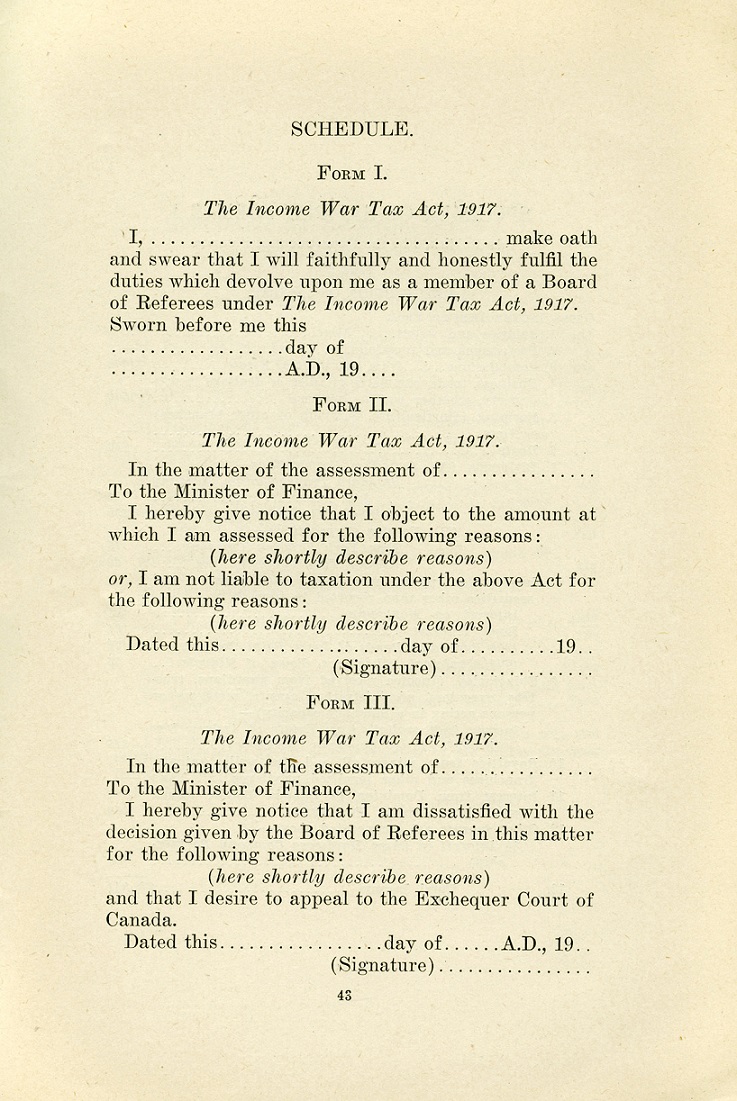 SCHEDULE.
FORM I.
The Income War Tax Act, 1917.
I, .................................... make oath
and swear that I will faithfully and honestly fulfil the
duties which devolve upon me as a member of a Board
of Referees under The Income War Tax Act, 1917.
Sworn before me this
..................day of
..................A.D., 19....
FORM II.
The Income War Tax Act, 1917.
In the matter of the assessment of................
To the Minister of Finance,
I hereby give notice that I object to the amount at
which I am assessed for the following reasons:
(here shortly describe reasons)
or, I am not liable to taxation under the above Act for
the following reasons:
(here shortly describe reasons)
Dated this...................day of..........19..
(Signature)................
FORM III.
The Income War Tax Act, 1917.
In the matter of the assessment of................
To the Minister of Finance,
I hereby give notice that I am dissatisfied with the
decision given by the Board of Referees in this matter
for the following reasons:
(here shortly describe reasons)
and that I desire to appeal to the Exchequer Court of
Canada.
Dated this.................day of......A.D., 19..
(Signature)................
43